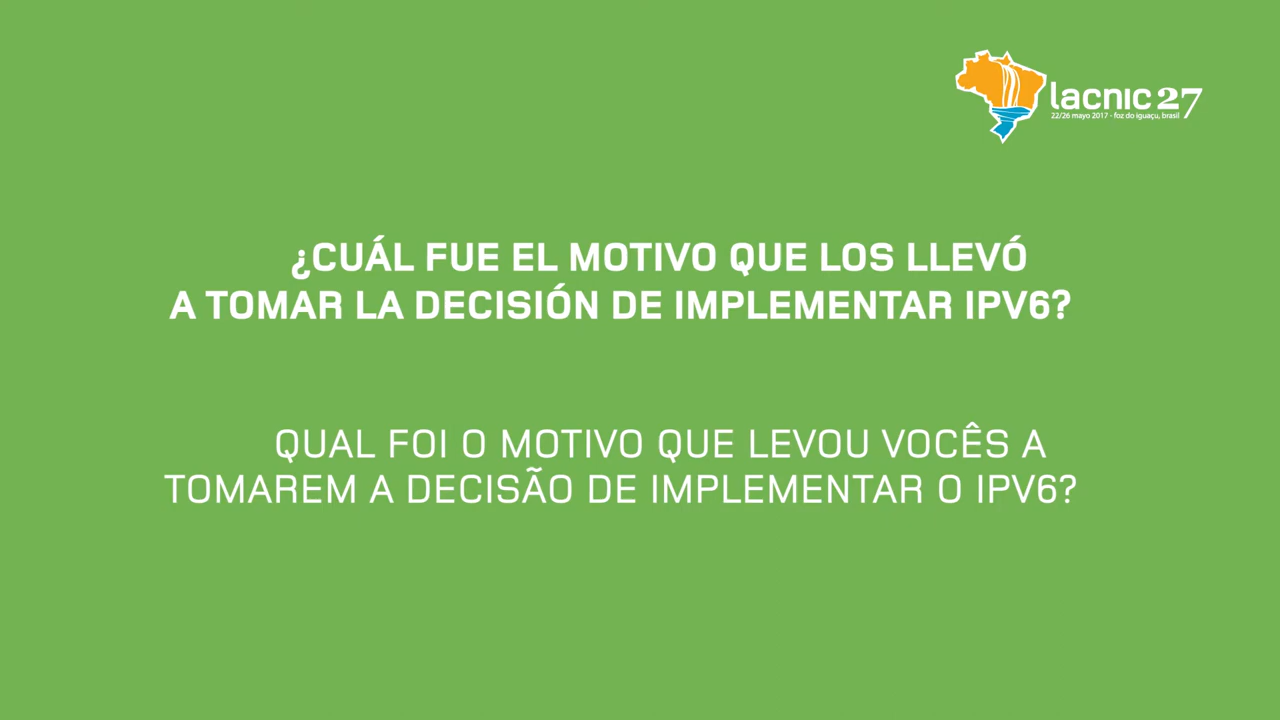 lacnic 27
22/26 mayo 2017 - foz do iguaçu, brasil
¿CUÁL FUE EL MOTIVO QUE LOS LLEVÓ
A TOMAR LA DECISIÓN DE IMPLEMENTAR IPV6?
QUAL FOI O MOTIVO QUE LEVOU VOCÊS A
TOMAREM A DECISÃO DE IMPLEMENTAR O IPV6?